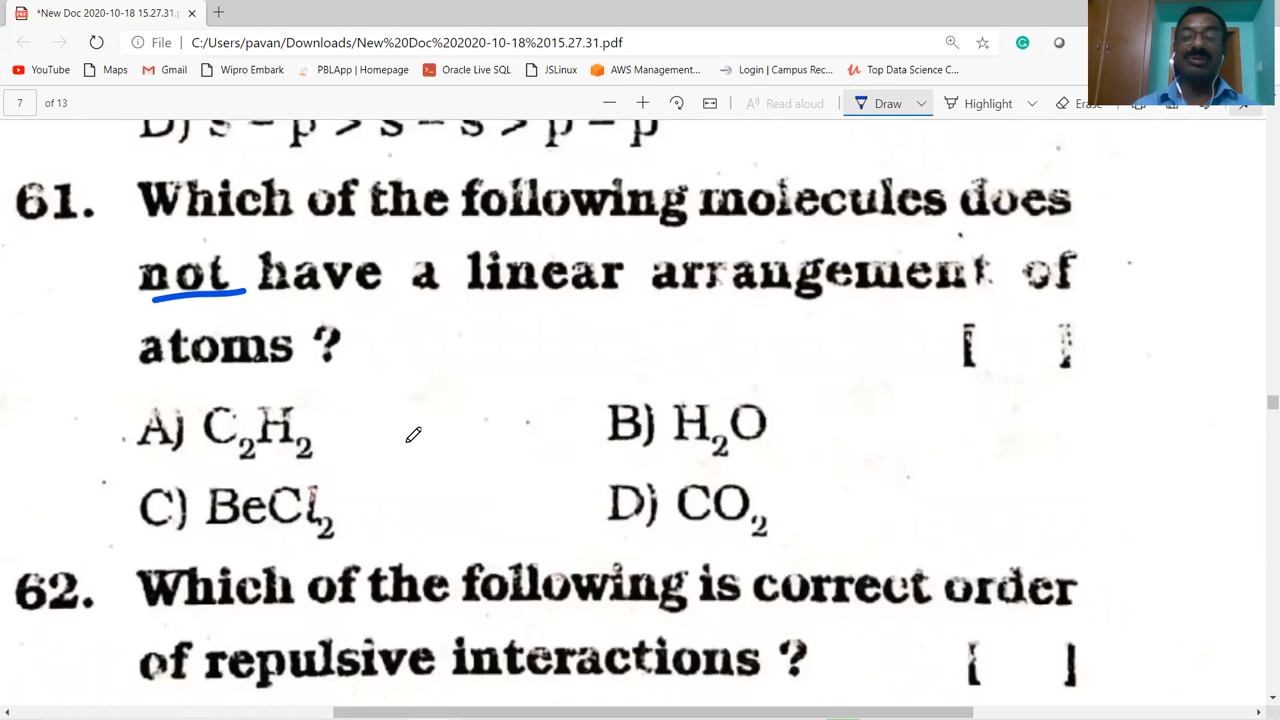 *New Doc 2020-10-18 15.27.31.
File C:/Users/pavan/Downloads/New%20Doc%202020-10-18%2015.27.31.pdf
YouTube Maps Gmail Wipro Embark PBLApp | Homepage Oracle Live SQL JSLinux AWS Management... Login | Campus Rec... Top Data Science C...
7 of 13 Read aloud Draw Highlight Erase
D) s - p > s - s > p - p
61. Which of the following molecules does
not have a linear arrangement of
atoms ? [ ]
A) C₂H₂ B) H₂O
C) BeCl₂ D) CO₂
62. Which of the following is correct order
of repulsive interactions ? [ ]